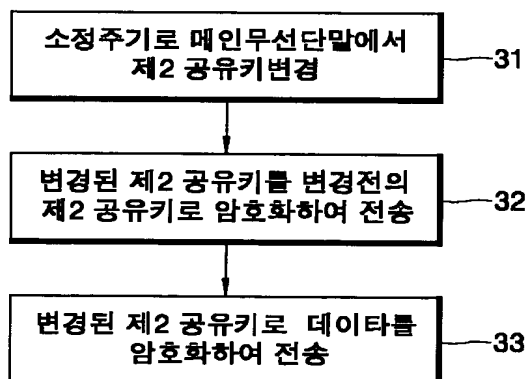 소정주기로 메인무선단말에서
제2 공유키변경
31
변경된 제2 공유키를 변경전의
제2 공유키로 암호화하여 전송
32
변경된 제2 공유키로 데이타를
암호화하여 전송
33